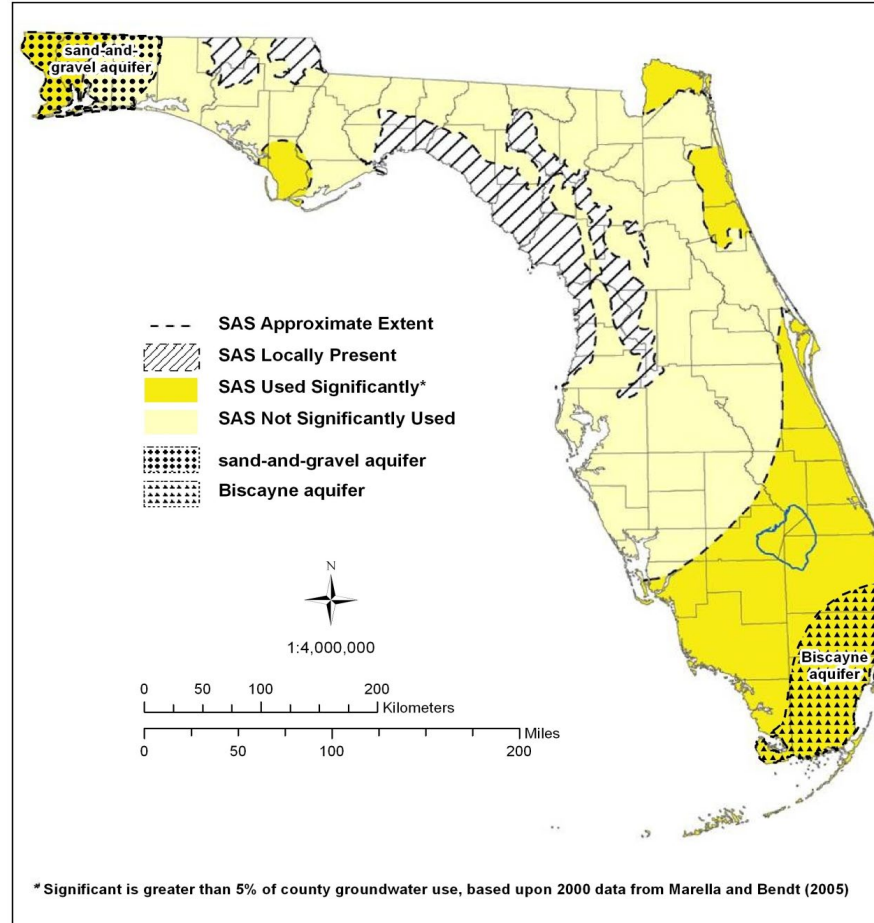 sand-and-
gravel aquifer
SAS Approximate Extent
SAS Locally Present
SAS Used Significantly*
SAS Not Significantly Used
sand-and-gravel aquifer
Biscayne aquifer
N
1:4,000,000
0 50 100 200
Kilometers
Miles
0 50 100 200
Biscayne
aquifer
* Significant is greater than 5% of county groundwater use, based upon 2000 data from Marella and Bendt (2005)